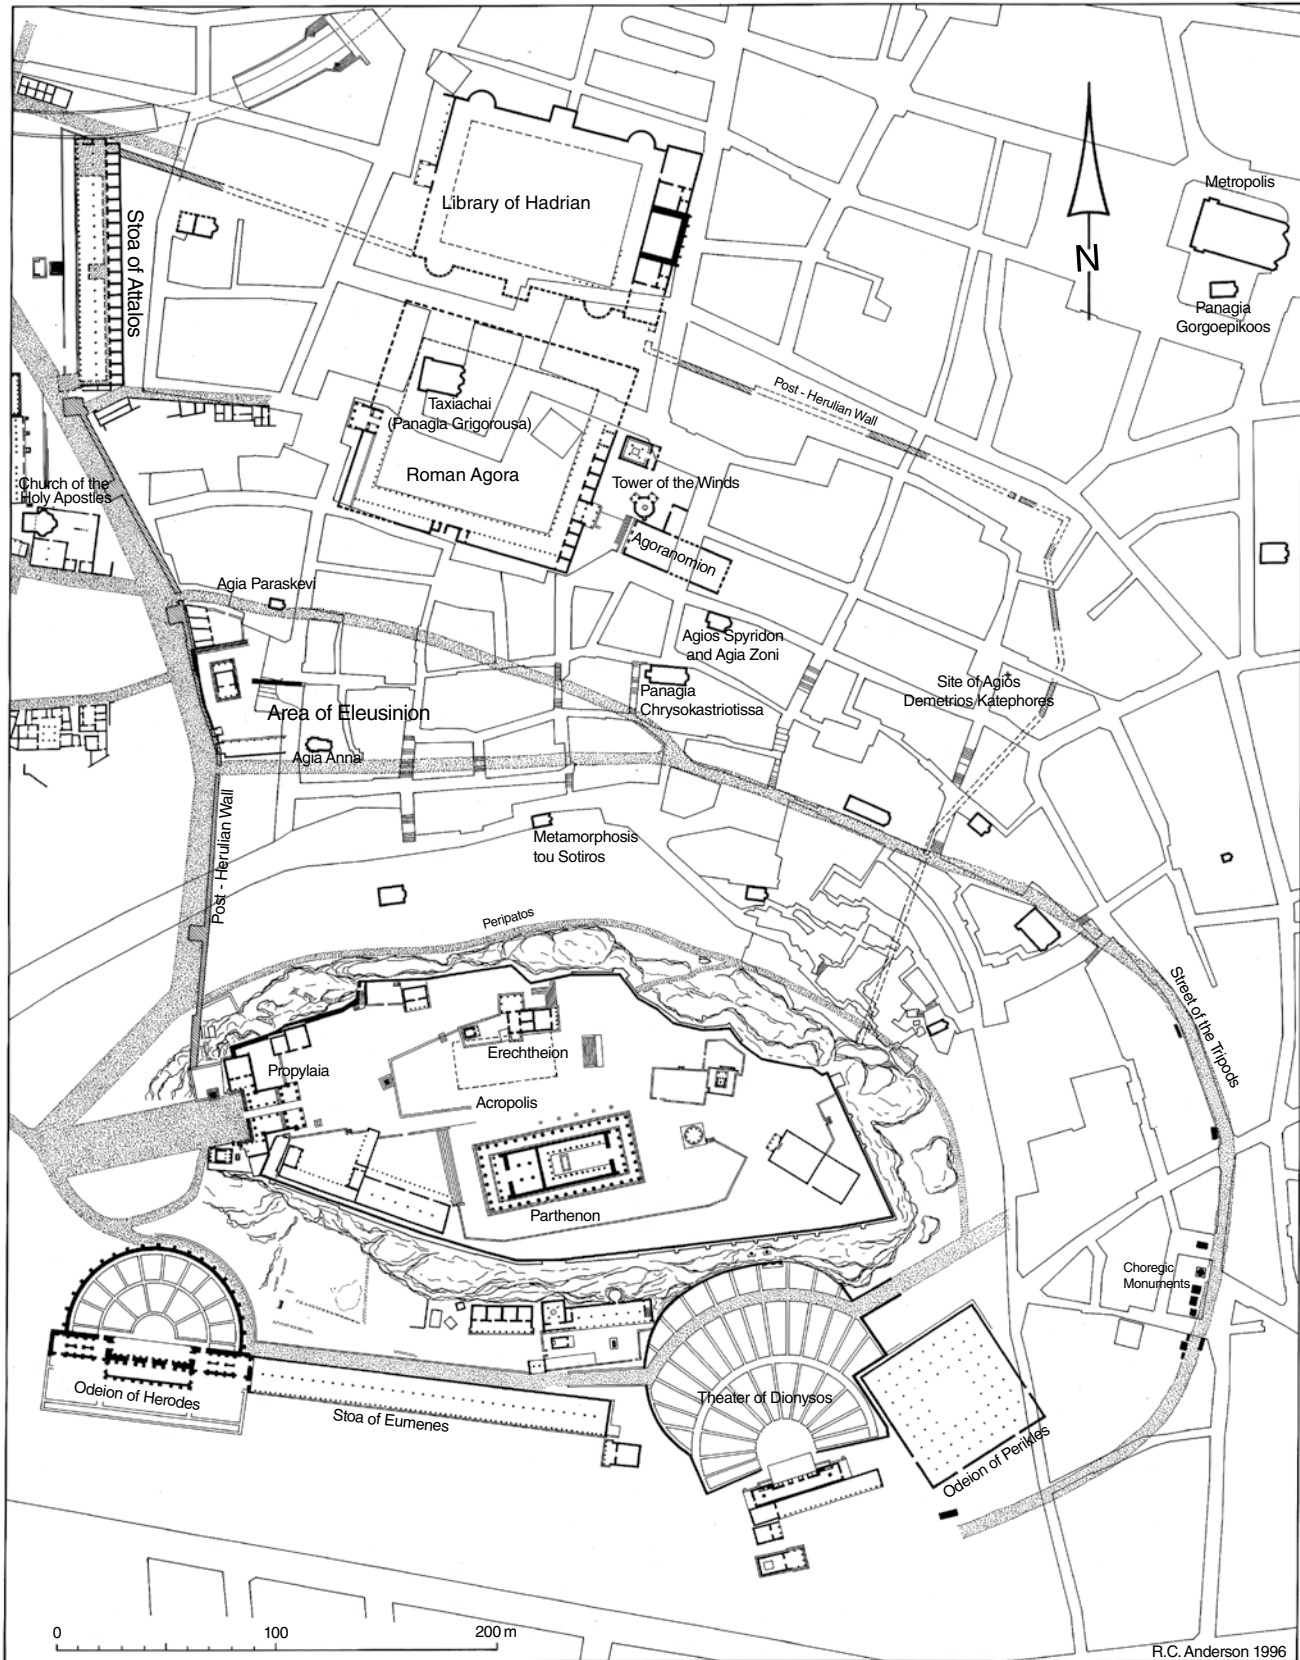 Metropolis
Library of Hadrian
Stoa of Attalos
N
Panagia
Gorgoepikoos
Post - Herulian Wall
Taxiachai
(Panagia Grigorousa)
Roman Agora
Tower of the Winds
Church of the
Holy Apostles
Agoranomion
Agia Paraskevi
Agios Spyridon
and Agia Zoni
Site of Agios
Demetrios Katephores
Panagia
Chrysokastriotissa
Area of Eleusinion
Agia Anna
Post - Herulian Wall
Metamorphosis
tou Sotiros
Peripatos
Street of the Tripods
Erechtheion
Propylaia
Acropolis
Parthenon
Choregic
Monuments
Odeion of Herodes
Stoa of Eumenes
Theater of Dionysos
Odeion of Perikles
0 100 200 m
R.C. Anderson 1996